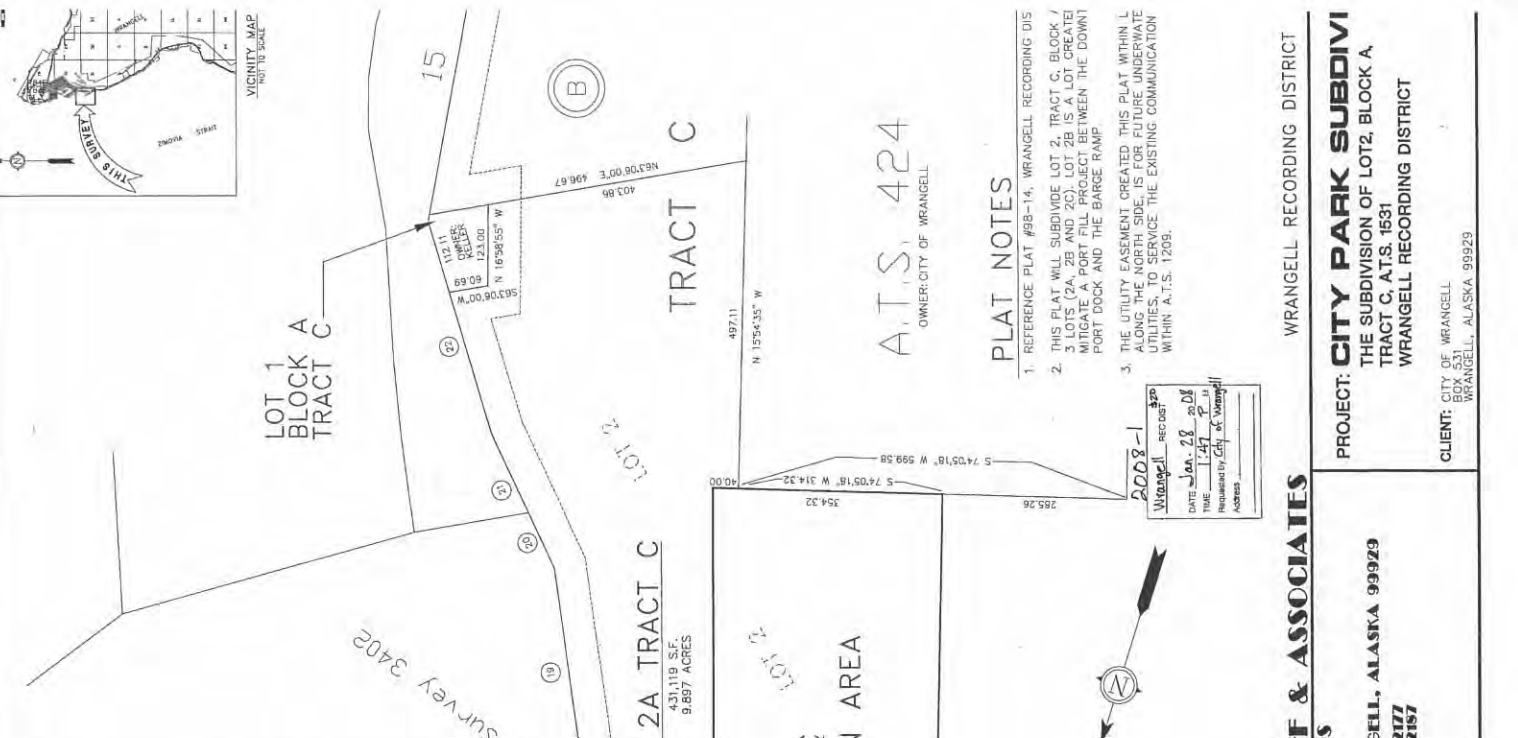 VICINITY MAP
NOT TO SCALE
WRANGELL
ZIMOVIA STRAIT
THIS SURVEY
N
15
B
LOT 1
BLOCK A
TRACT C
112.11
OWNER:
KELLER
123.00
N 16°58'55" W
60.69
S63°06'00"W
N63°06'00"E 496.67
403.86
TRACT C
22
21
20
19
LOT 2
497.11
N 15°54'35" W
A.T.S. 424
OWNER: CITY OF WRANGELL
PLAT NOTES
1. REFERENCE PLAT #98-14, WRANGELL RECORDING DIS
2. THIS PLAT WILL SUBDIVIDE LOT 2, TRACT C, BLOCK
3 LOTS (2A, 2B AND 2C). LOT 2B IS A LOT CREATE
MITIGATE A PORT FILL PROJECT BETWEEN THE DOWN
PORT DOCK AND THE BARGE RAMP.
3. THE UTILITY EASEMENT CREATED THIS PLAT WITHIN L
ALONG THE NORTH SIDE, IS FOR FUTURE UNDERWATE
UTILITIES, TO SERVICE THE EXISTING COMMUNICATION
WITHIN A.T.S. 1209.
S 74°05'18" W 599.58
S 74°05'18" W 314.32
40.00
354.32
285.26
2008-1
Wrangell REC DIST $20
DATE Jan. 28 2008
TIME 1:47 P M
Requested by City of Wrangell
Address
Survey 3402
2A TRACT C
431,119 S.F.
9.897 ACRES
LOT 2
N AREA
N
WRANGELL RECORDING DISTRICT
PROJECT: CITY PARK SUBDIVI
THE SUBDIVISION OF LOT2, BLOCK A,
TRACT C, A.T.S. 1531
WRANGELL RECORDING DISTRICT
CLIENT: CITY OF WRANGELL
BOX 531
WRANGELL, ALASKA 99929
F & ASSOCIATES
S
GELL, ALASKA 99929
2177
2187